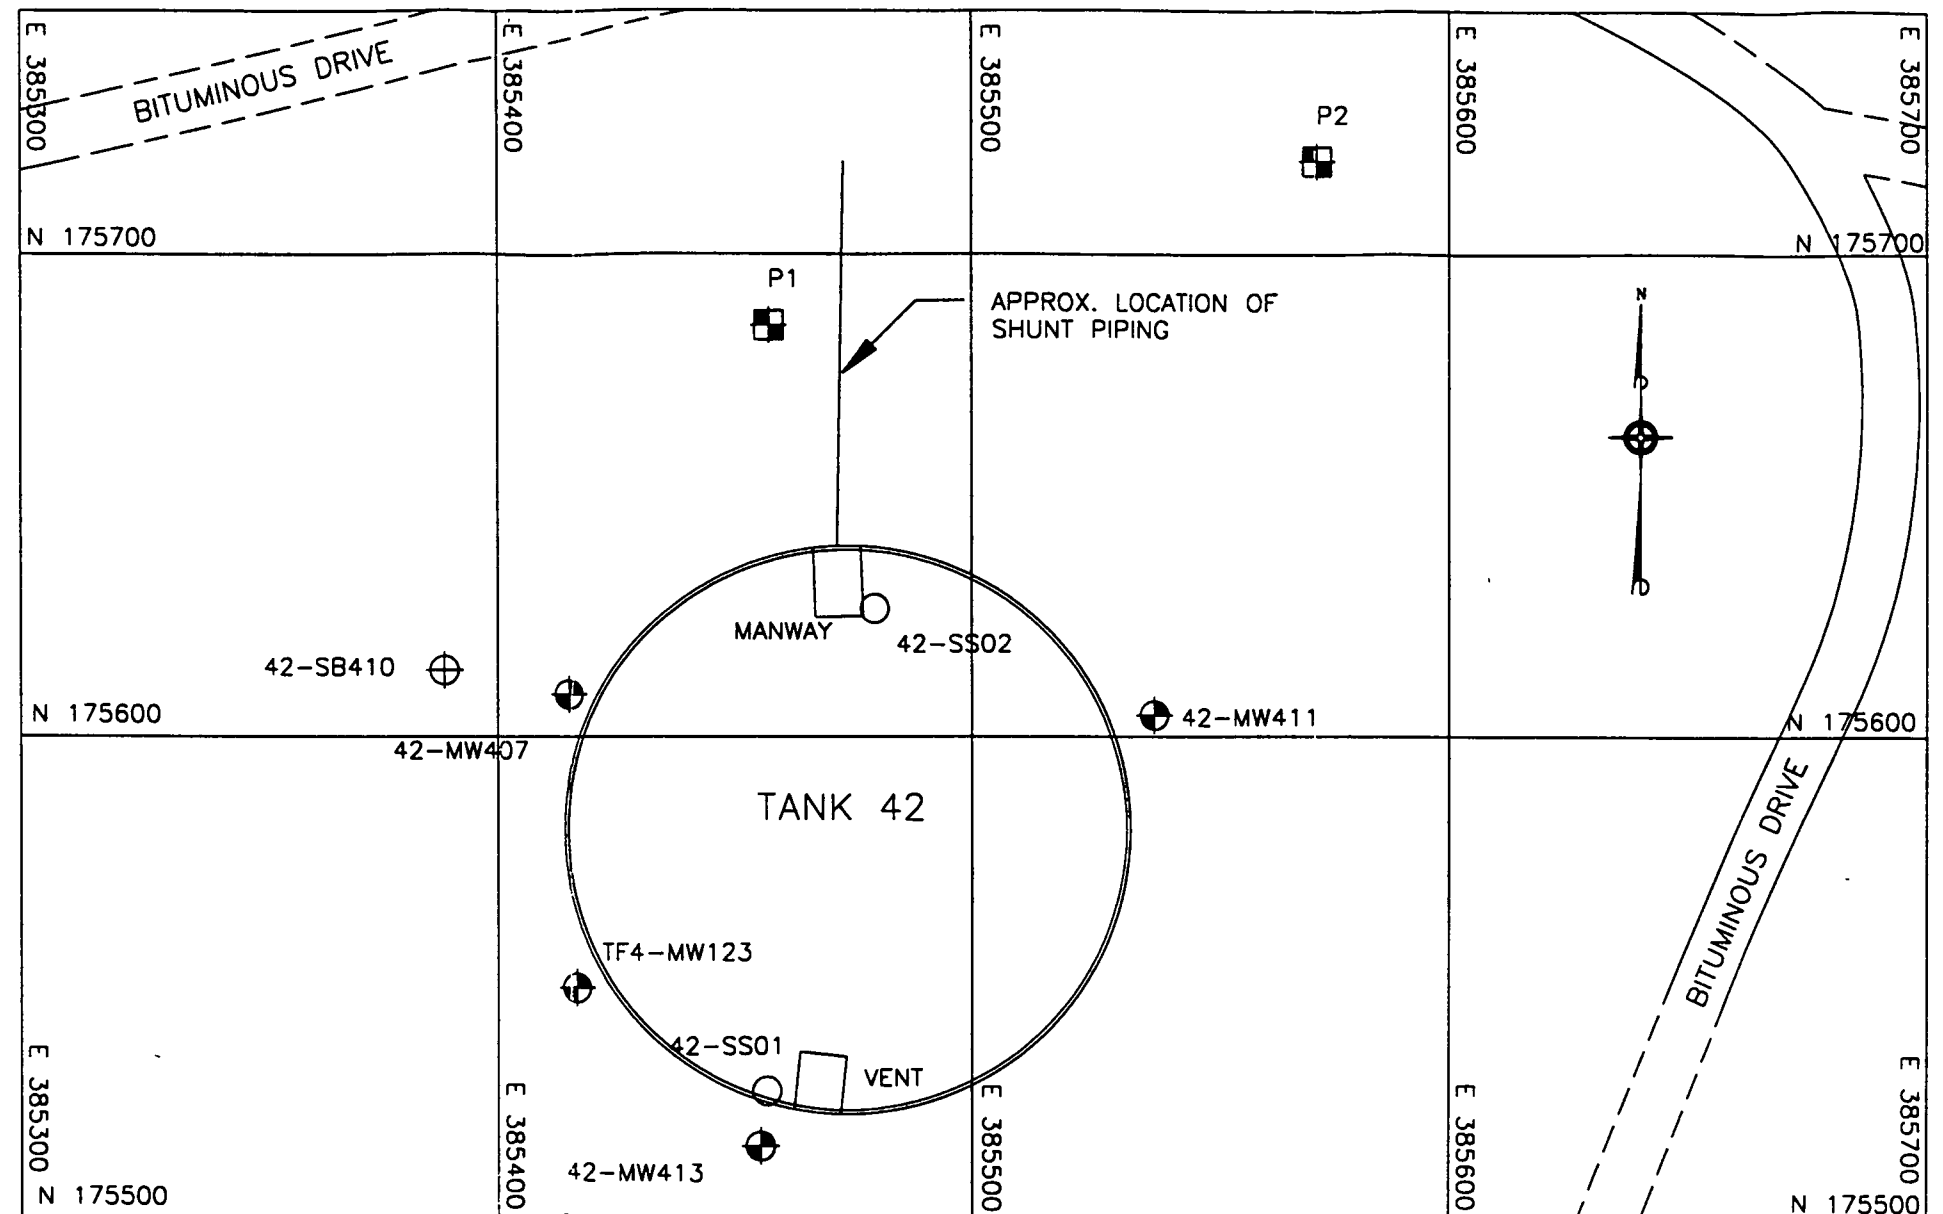 E 385300
E 385400
E 385500
E 385600
E 385700
BITUMINOUS DRIVE
P2
N 175700
N 175700
P1
APPROX. LOCATION OF
SHUNT PIPING
N
MANWAY
42-SS02
42-SB410
N 175600
42-MW411
N 175600
42-MW407
TANK 42
BITUMINOUS DRIVE
TF4-MW123
42-SS01
VENT
42-MW413
E 385300
E 385400
E 385500
E 385600
E 385700
N 175500
N 175500